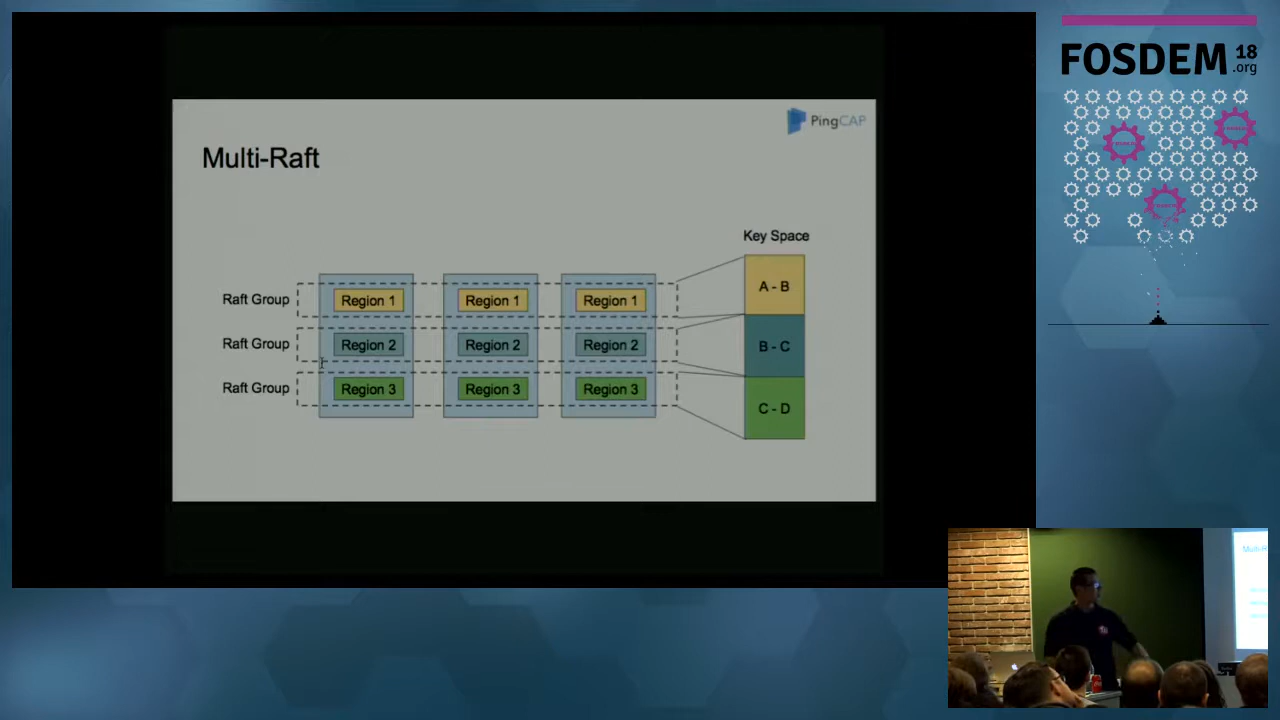 PingCAP
Multi-Raft
Key Space
Raft Group Region 1 Region 1 Region 1 A - B
Raft Group Region 2 Region 2 Region 2 B - C
Raft Group Region 3 Region 3 Region 3 C - D
FOSDEM 18
.org